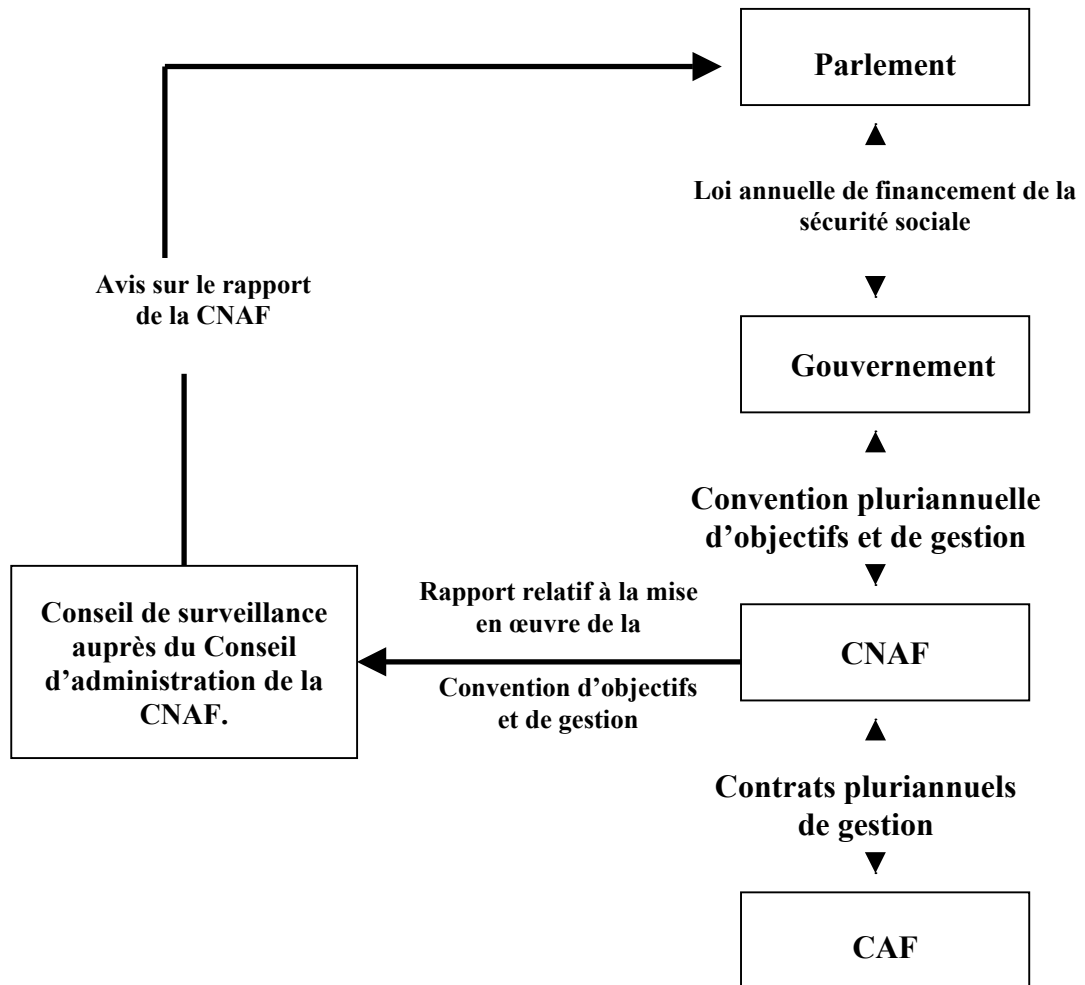 Parlement
Loi annuelle de financement de la
sécurité sociale
Avis sur le rapport
de la CNAF
Gouvernement
Convention pluriannuelle
d’objectifs et de gestion
Conseil de surveillance
auprès du Conseil
d’administration de la
CNAF.
Rapport relatif à la mise
en œuvre de la
Convention d’objectifs
et de gestion
CNAF
Contrats pluriannuels
de gestion
CAF